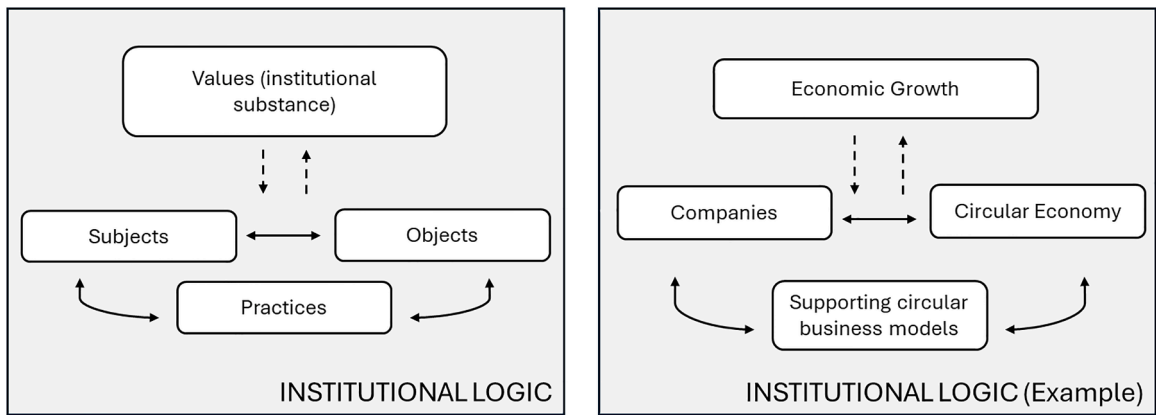 Values (institutional
substance)
Subjects
Objects
Practices
INSTITUTIONAL LOGIC
Economic Growth
Companies
Circular Economy
Supporting circular
business models
INSTITUTIONAL LOGIC (Example)